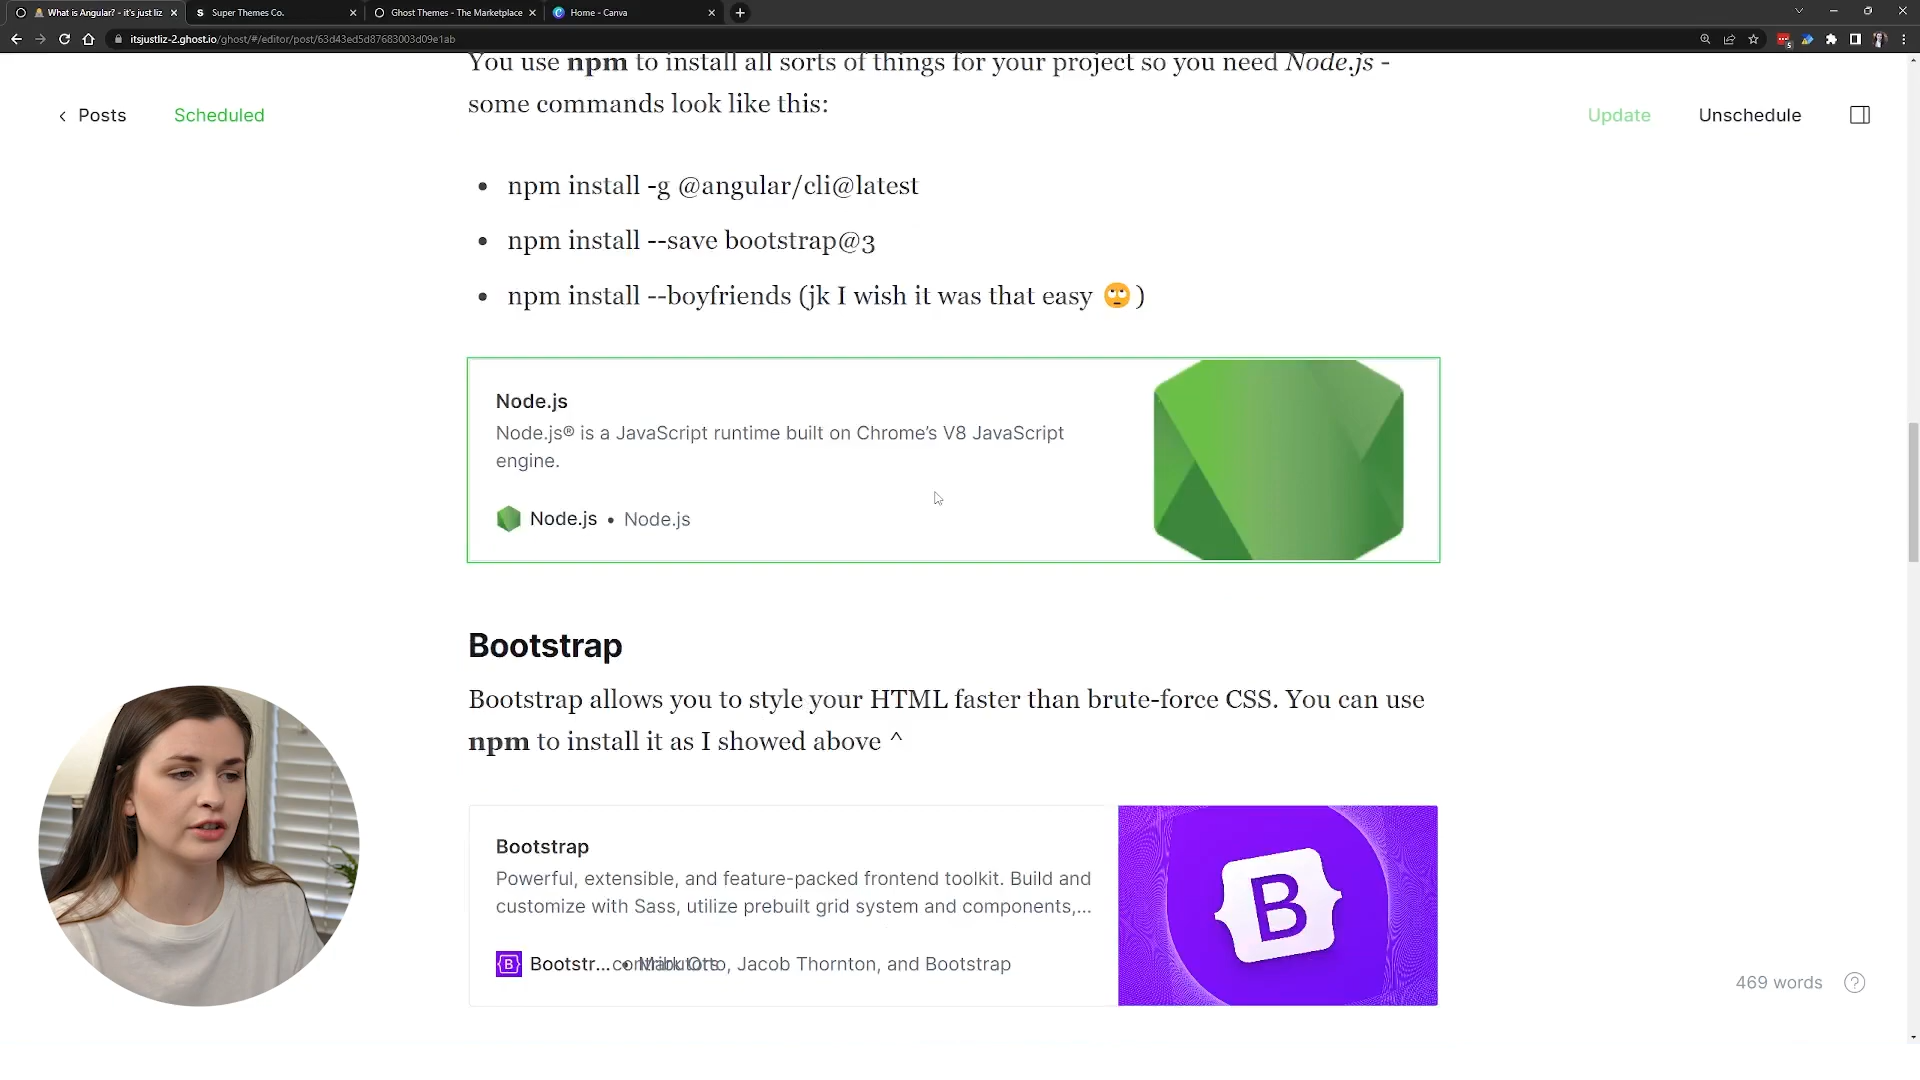 What is Angular? - it's just liz
Super Themes Co.
Ghost Themes - The Marketplace
Home - Canva
itsjustliz-2.ghost.io/ghost/#/editor/post/63d43ed5d87683003d09e1ab
You use npm to install all sorts of things for your project so you need Node.js -
some commands look like this:
Posts
Scheduled
Update
Unschedule
• npm install -g @angular/cli@latest
• npm install --save bootstrap@3
• npm install --boyfriends (jk I wish it was that easy 🙄)
Node.js
Node.js® is a JavaScript runtime built on Chrome’s V8 JavaScript
engine.
Node.js • Node.js
Bootstrap
Bootstrap allows you to style your HTML faster than brute-force CSS. You can use
npm to install it as I showed above ^
Bootstrap
Powerful, extensible, and feature-packed frontend toolkit. Build and
customize with Sass, utilize prebuilt grid system and components,...
B
Bootstr... • Mark Otto, Jacob Thornton, and Bootstrap
contributors
B
469 words